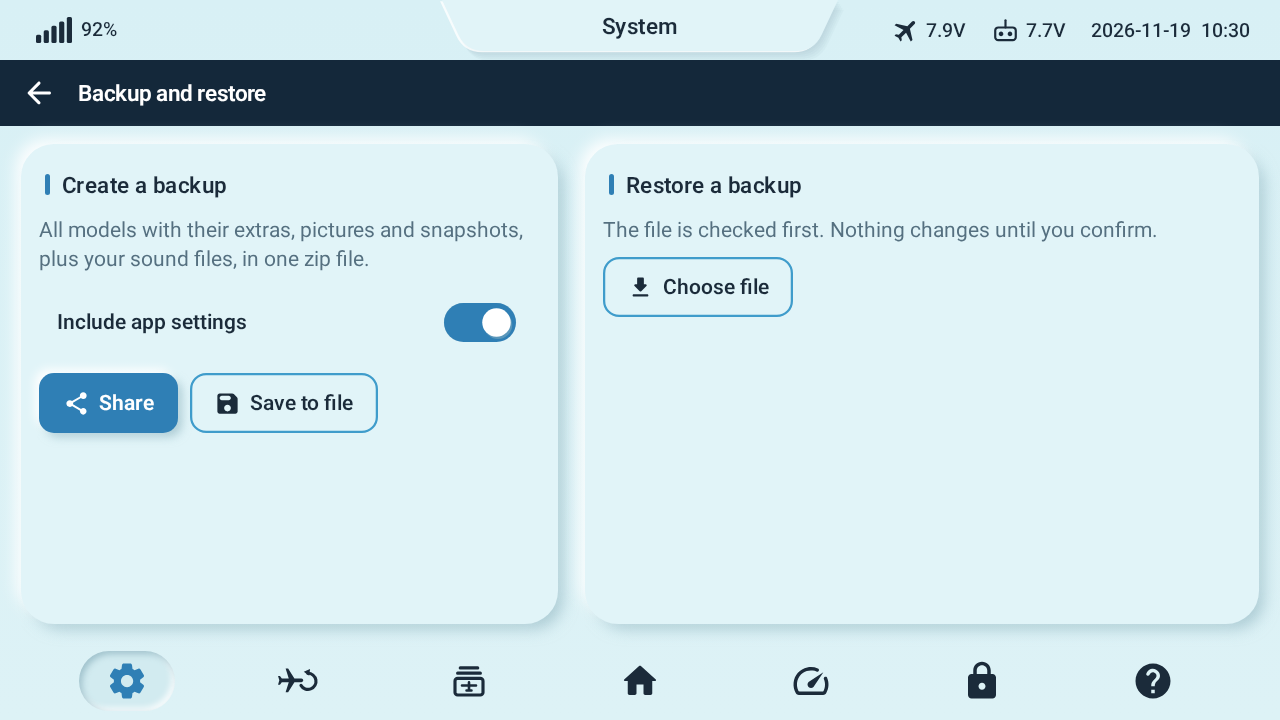 92%
System
7.9V
7.7V
2026-11-19 10:30
Backup and restore
Create a backup
All models with their extras, pictures and snapshots,
plus your sound files, in one zip file.
Include app settings
Share
Save to file
Restore a backup
The file is checked first. Nothing changes until you confirm.
Choose file